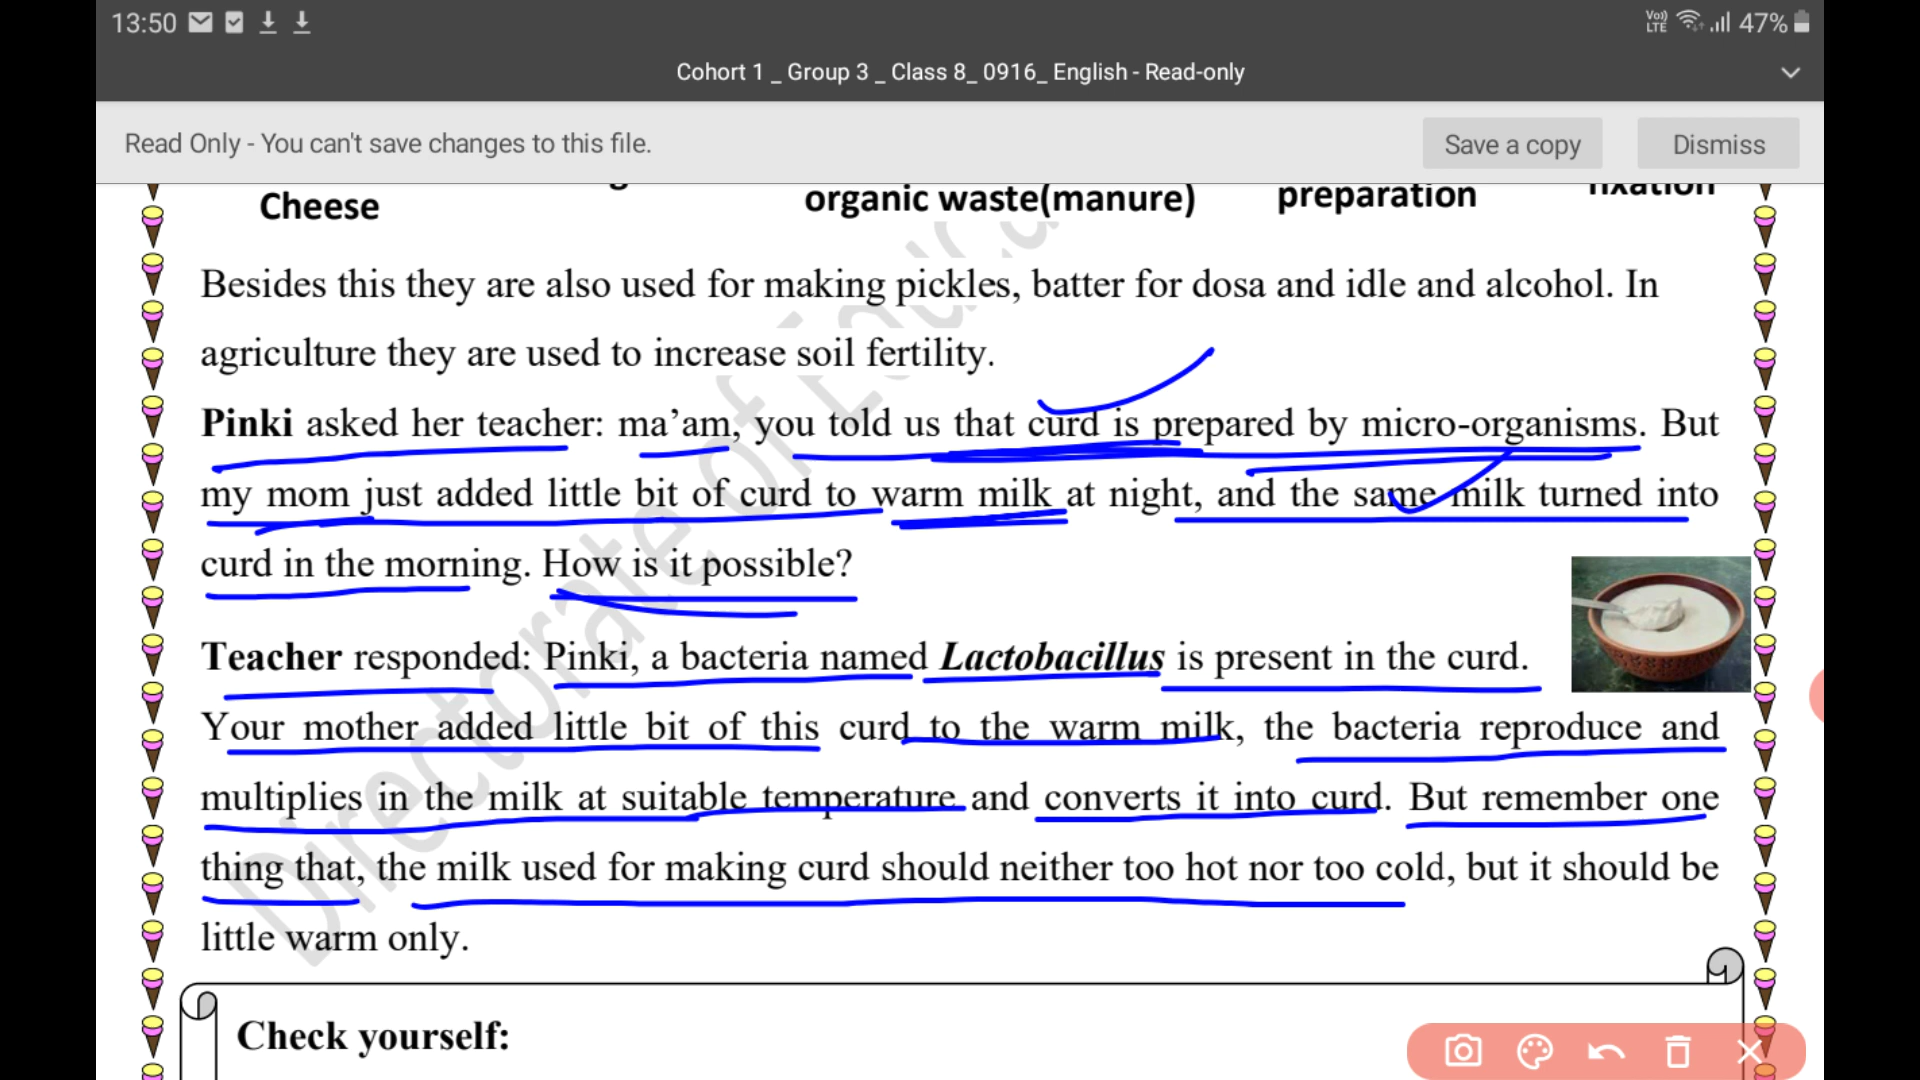 13:50
Vo)) LTE 47%
Cohort 1 _ Group 3 _ Class 8_ 0916_ English - Read-only
Read Only - You can't save changes to this file.
Save a copy
Dismiss
Cheese
organic waste(manure)
preparation
fixation
Besides this they are also used for making pickles, batter for dosa and idle and alcohol. In
agriculture they are used to increase soil fertility.
Pinki asked her teacher: ma’am, you told us that curd is prepared by micro-organisms. But
my mom just added little bit of curd to warm milk at night, and the same milk turned into
curd in the morning. How is it possible?
Teacher responded: Pinki, a bacteria named Lactobacillus is present in the curd.
Your mother added little bit of this curd to the warm milk, the bacteria reproduce and
multiplies in the milk at suitable temperature and converts it into curd. But remember one
thing that, the milk used for making curd should neither too hot nor too cold, but it should be
little warm only.
Check yourself:
Directorate of